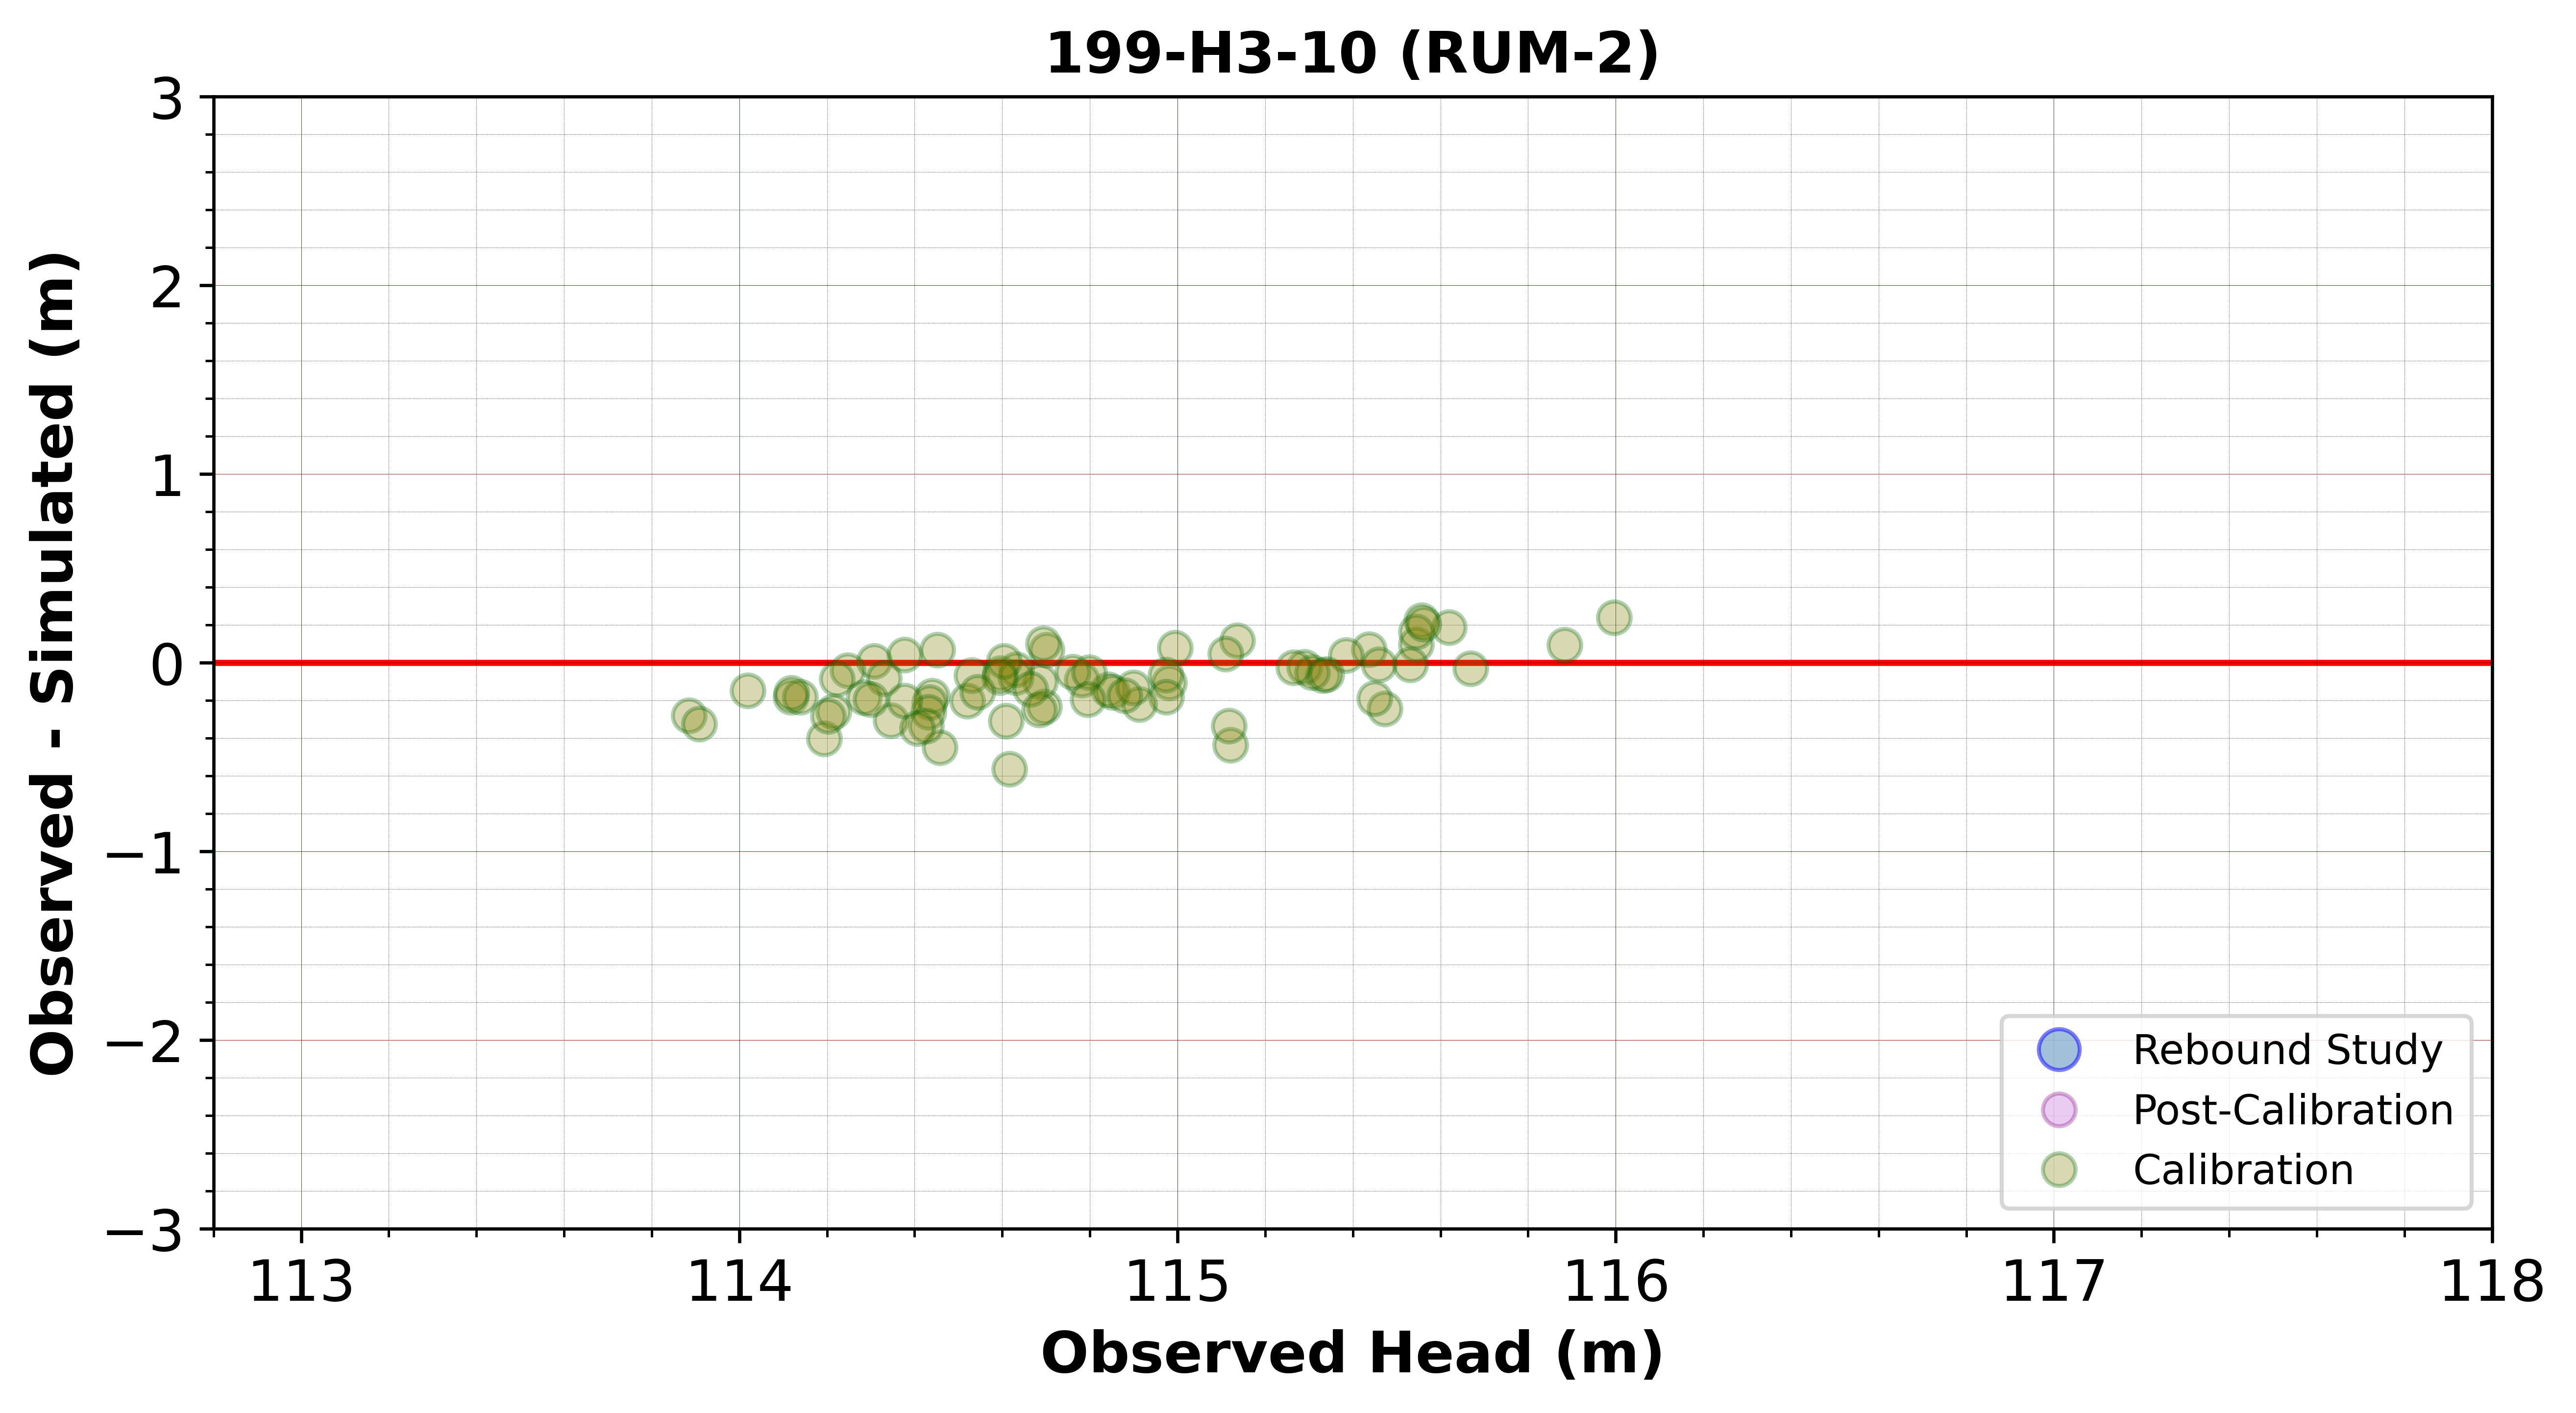 199-H3-10 (RUM-2)
Observed - Simulated (m)
3
2
1
0
−1
−2
−3
Rebound Study
Post-Calibration
Calibration
113 114 115 116 117 118
Observed Head (m)